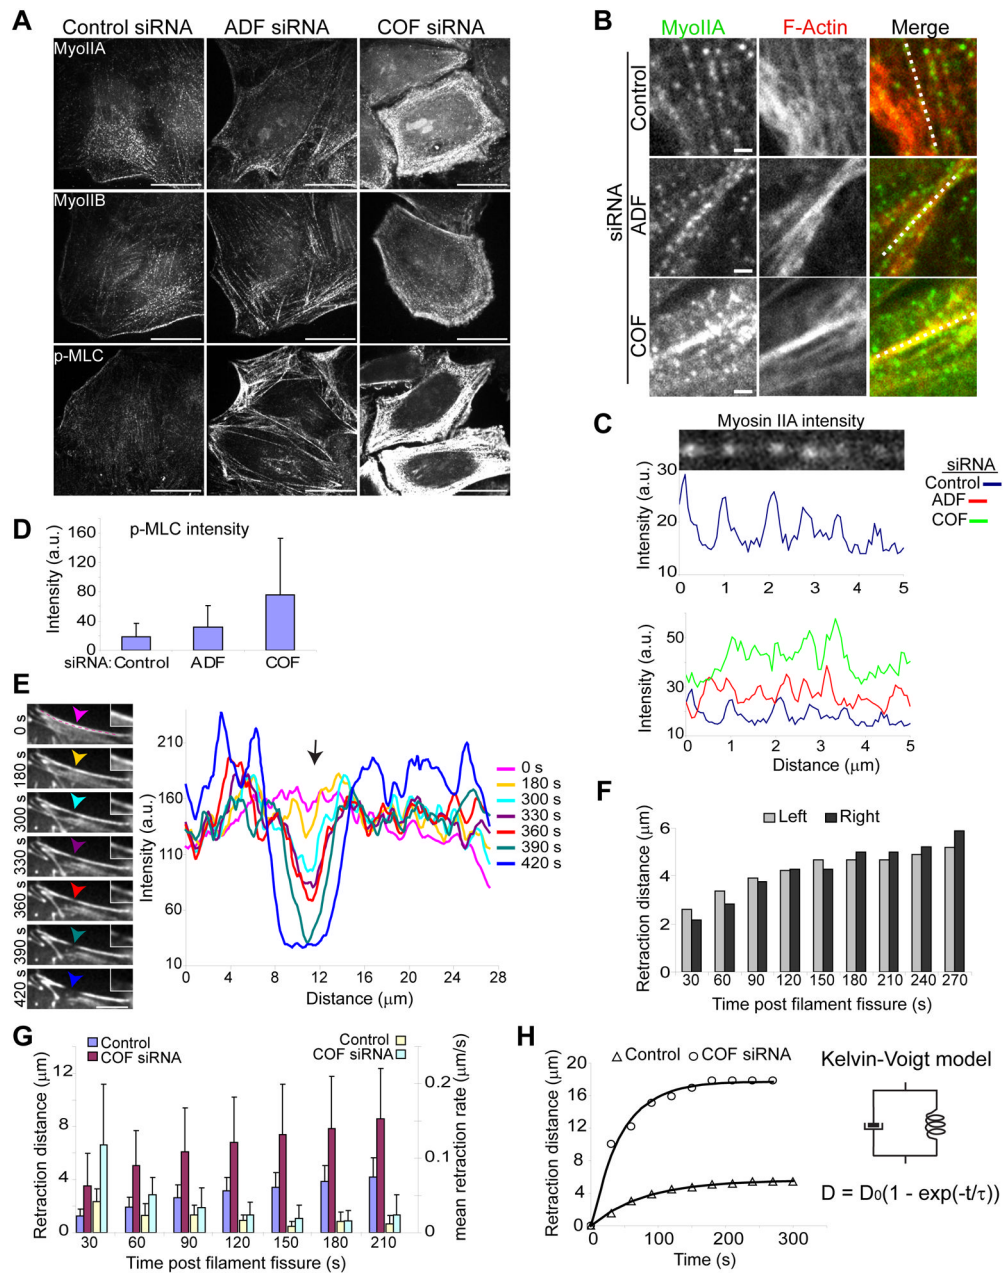 A
Control siRNA ADF siRNA COF siRNA
MyoIIA
MyoIIB
p-MLC
B
MyoIIA F-Actin Merge
siRNA
Control
ADF
COF
C
Myosin IIA intensity
siRNA
Control
ADF
COF
Intensity (a.u.)
30
20
10
0 1 2 3 4 5
Intensity (a.u.)
50
30
10
0 1 2 3 4 5
Distance (μm)
D
p-MLC intensity
Intensity (a.u.)
160
120
80
40
0
siRNA: Control ADF COF
E
0 s
180 s
300 s
330 s
360 s
390 s
420 s
Intensity (a.u.)
210
160
110
60
10
0 4 8 12 16 20 24 28
Distance (μm)
0 s
180 s
300 s
330 s
360 s
390 s
420 s
F
Left Right
Retraction distance (μm)
6
4
2
0
30 60 90 120 150 180 210 240 270
Time post filament fissure (s)
G
Control
COF siRNA
Control
COF siRNA
Retraction distance (μm)
12
8
4
0
mean retraction rate (μm/s)
0.2
0.1
0
30 60 90 120 150 180 210
Time post filament fissure (s)
H
Control COF siRNA
Retraction distance (μm)
20
16
12
8
4
0
0 100 200 300
Time (s)
Kelvin-Voigt model
D = D₀(1 - exp(-t/τ))